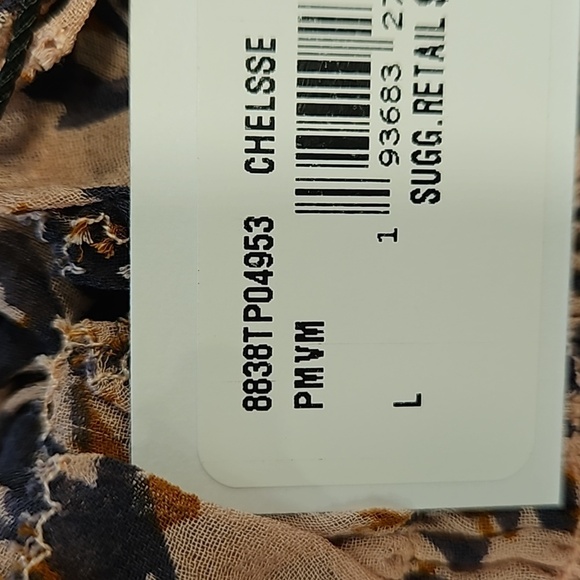 8838TP04953 CHELSSE
PMVM
1 93683 27
L
SUGG.RETAIL